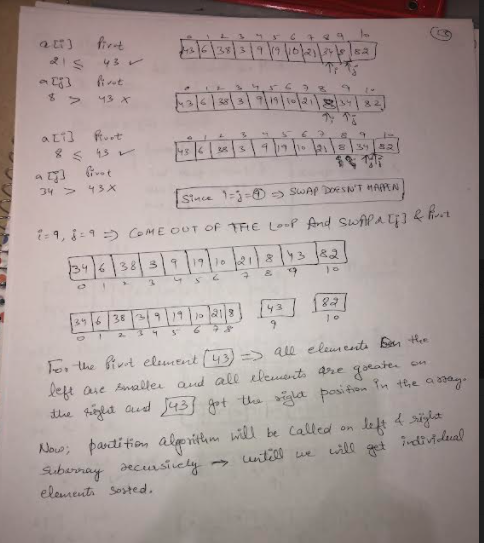 13
0 1 2 3 4 5 6 7 8 9 10
a[i] Pivot
43 6 38 3 9 19 10 21 34 8 82
21 ≤ 43 ✓
i j
a[j] Pivot
0 1 2 3 4 5 6 7 8 9 10
8 > 43 ×
43 6 38 3 9 19 10 21 8 34 82
i j
a[i] Pivot
0 1 2 3 4 5 6 7 8 9 10
8 ≤ 43 ✓
43 6 38 3 9 19 10 21 8 34 82
a[j] Pivot
34 > 43 ×
Since i=j=9 ⇒ SWAP DOESN'T HAPPEN
i=9, j=9 ⇒ COME OUT OF THE LOOP And SWAP a[j] & Pivot
34 6 38 3 9 19 10 21 8 43 82
0 1 2 3 4 5 6 7 8 9 10
34 6 38 3 9 19 10 21 8 43 82
0 1 2 3 4 5 6 7 8 9 10
For the Pivot element 43 ⇒ all elements on the
left are smaller and all elements are greater on
the right and 43 got the right position in the array.
Now; partition algorithm will be called on left & right
subarray recursively → untill we will get individual
elements sorted.